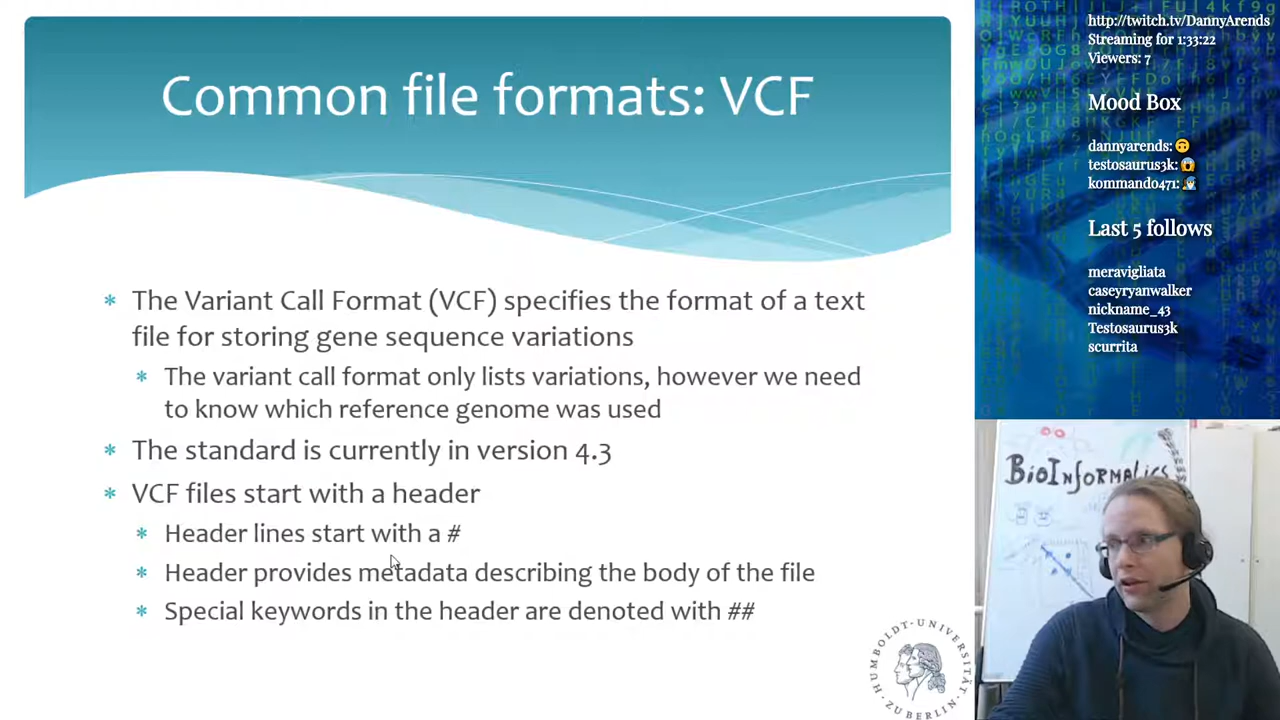 Common file formats: VCF
* The Variant Call Format (VCF) specifies the format of a text
file for storing gene sequence variations
* The variant call format only lists variations, however we need
to know which reference genome was used
* The standard is currently in version 4.3
* VCF files start with a header
* Header lines start with a #
* Header provides metadata describing the body of the file
* Special keywords in the header are denoted with ##
HUMBOLDT-UNIVERSITÄT
ZU BERLIN
http://twitch.tv/DannyArends
Streaming for 1:33:22
Viewers: 7
Mood Box
dannyarends: 🙃
testosaurus3k: 😱
kommando471:
Last 5 follows
meravigliata
caseryanwalker
nickname_43
Testosaurus3k
scurrita
BioInformatics